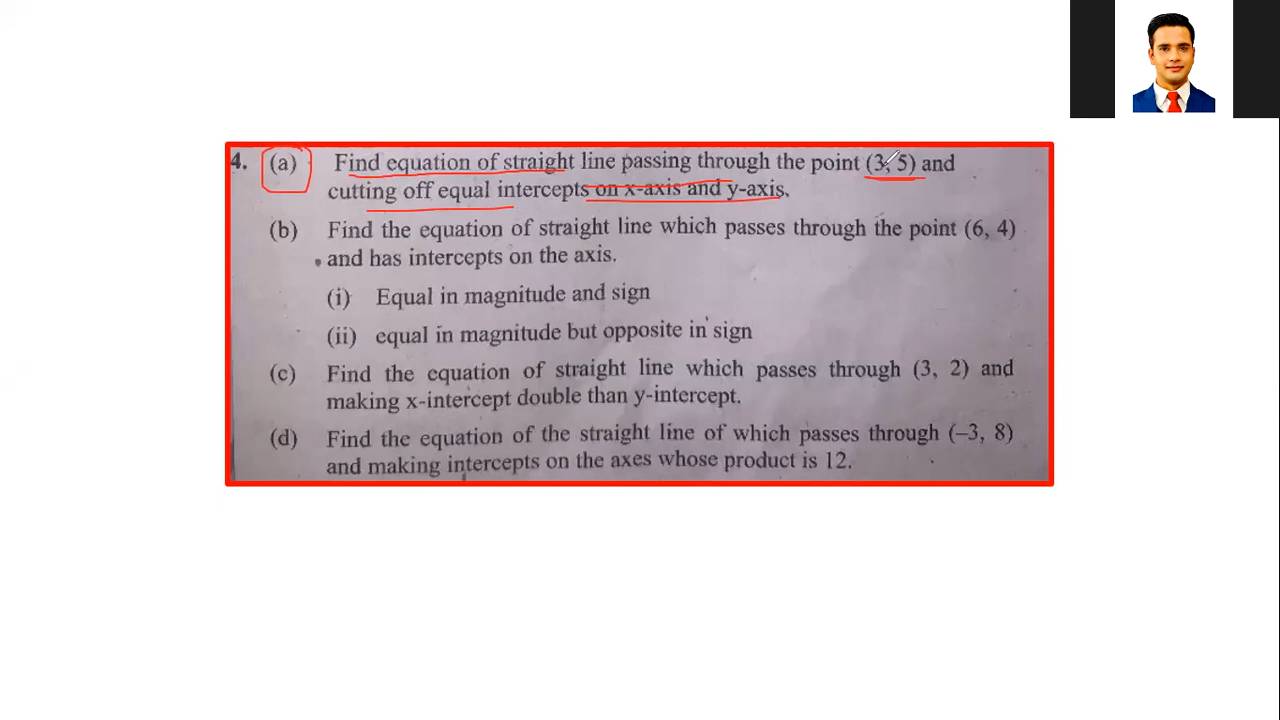 4. (a) Find equation of straight line passing through the point (3, 5) and
cutting off equal intercepts on x-axis and y-axis.
(b) Find the equation of straight line which passes through the point (6, 4)
and has intercepts on the axis.
(i) Equal in magnitude and sign
(ii) equal in magnitude but opposite in sign
(c) Find the equation of straight line which passes through (3, 2) and
making x-intercept double than y-intercept.
(d) Find the equation of the straight line of which passes through (–3, 8)
and making intercepts on the axes whose product is 12.